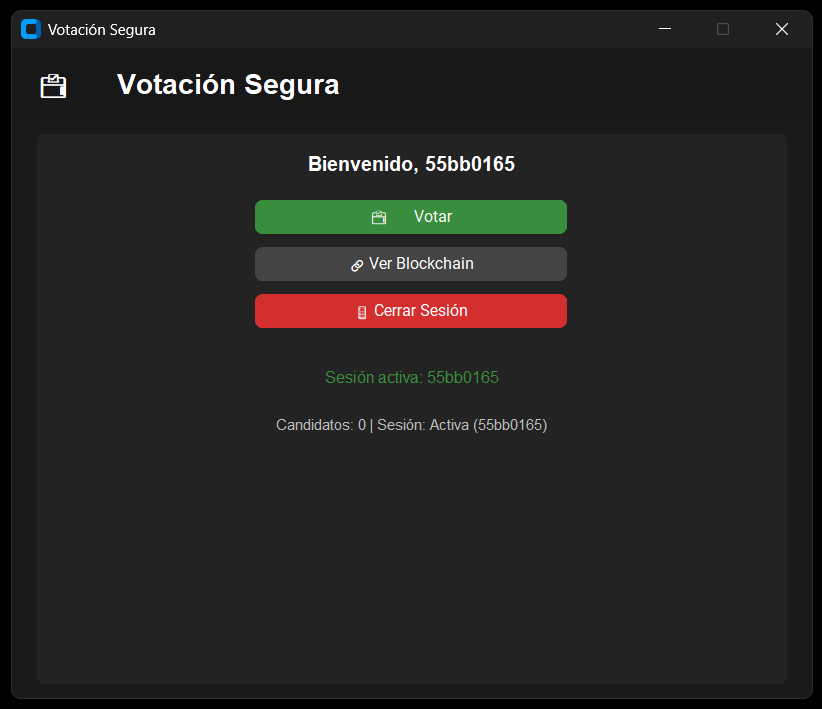 Votación Segura
Votación Segura
Bienvenido, 55bb0165
Votar
Ver Blockchain
Cerrar Sesión
Sesión activa: 55bb0165
Candidatos: 0 | Sesión: Activa (55bb0165)